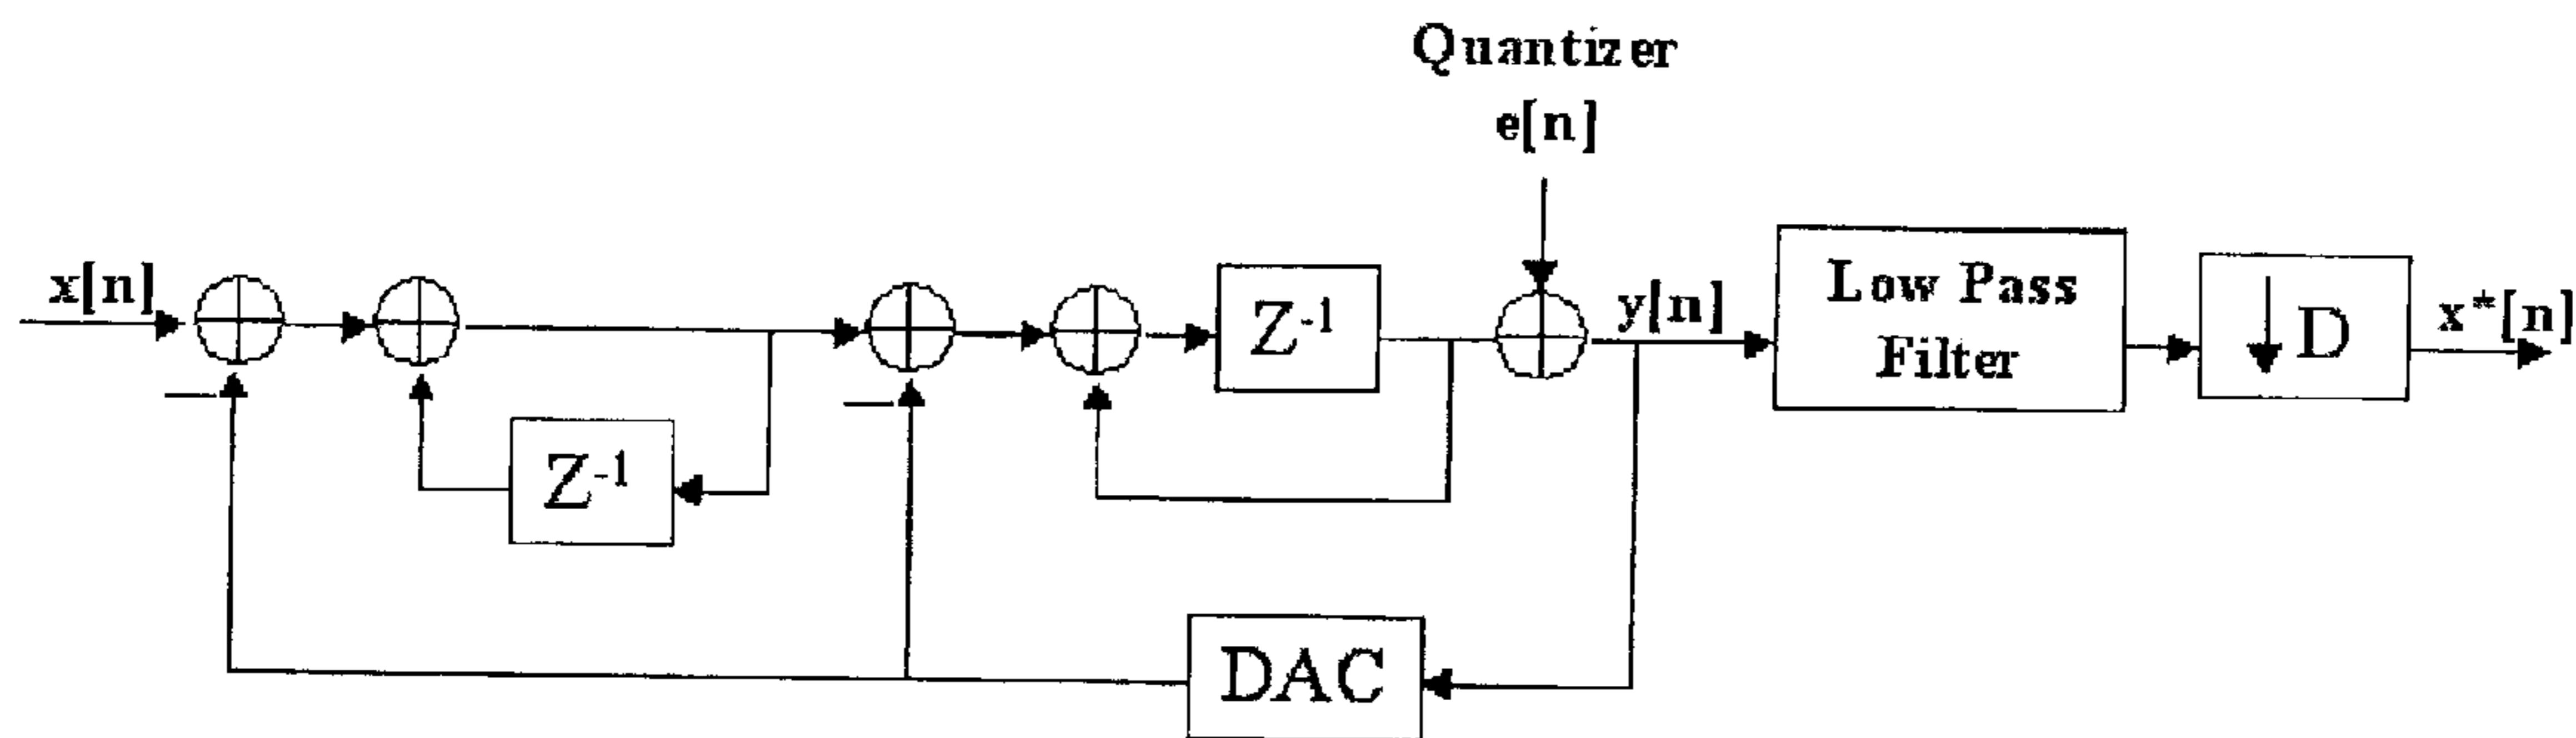 Quantizer
e[n]
x[n]
Z⁻¹
y[n]
Low Pass
Filter
↓ D
x*[n]
Z⁻¹
DAC